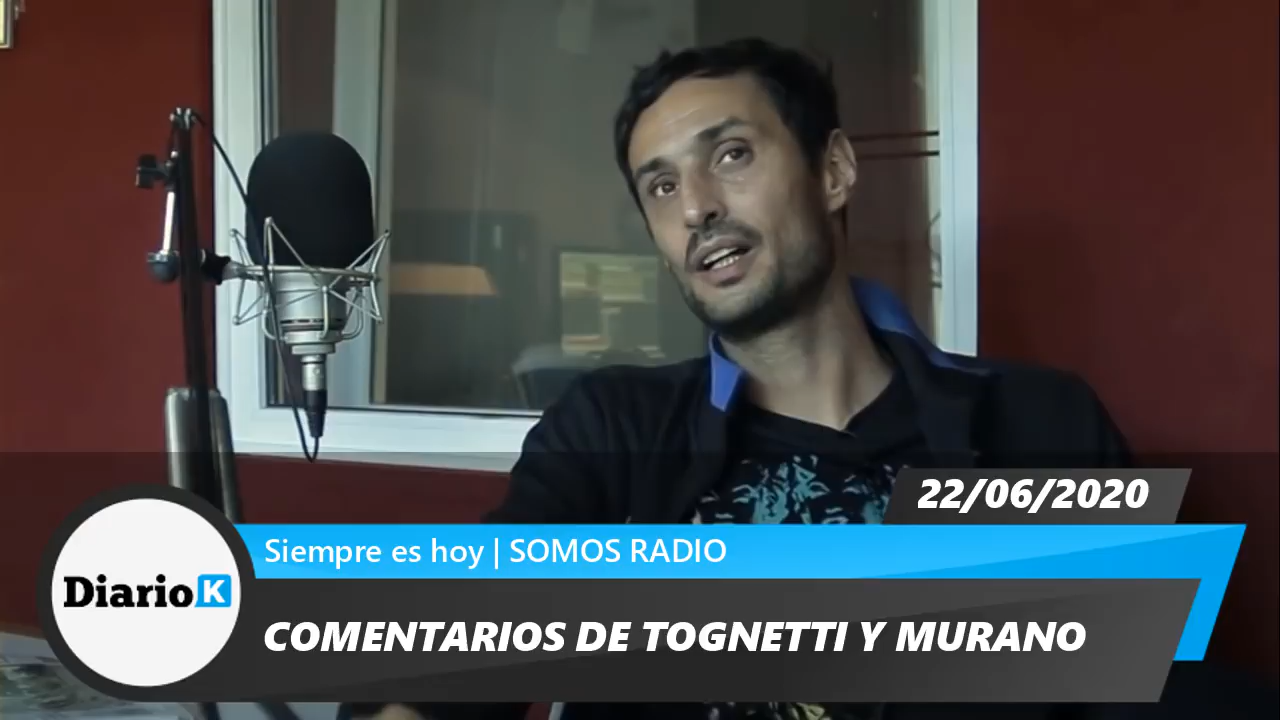 22/06/2020
Siempre es hoy | SOMOS RADIO
DiarioK
COMENTARIOS DE TOGNETTI Y MURANO